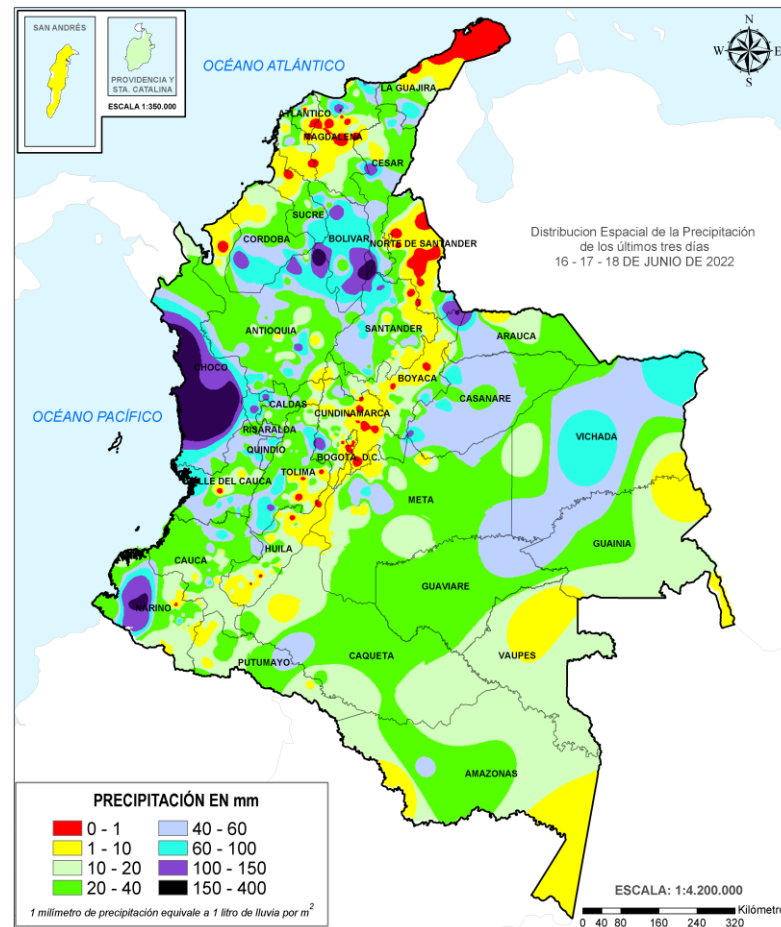 SAN ANDRÉS
PROVIDENCIA Y
STA. CATALINA
ESCALA 1:350.000
OCÉANO ATLÁNTICO
N
W
E
S
LA GUAJIRA
ATLANTICO
MAGDALENA
CESAR
SUCRE
CORDOBA
BOLIVAR
NORTE DE SANTANDER
Distribucion Espacial de la Precipitación
de los últimos tres días
16 - 17 - 18 DE JUNIO DE 2022
ANTIOQUIA
SANTANDER
ARAUCA
CHOCO
BOYACA
CASANARE
OCÉANO PACÍFICO
CALDAS
CUNDINAMARCA
RISARALDA
VICHADA
QUINDIO
BOGOTA, D.C.
TOLIMA
VALLE DEL CAUCA
META
GUAINIA
HUILA
CAUCA
GUAVIARE
NARIÑO
CAQUETA
VAUPES
PUTUMAYO
AMAZONAS
PRECIPITACIÓN EN mm
0 - 1 40 - 60
1 - 10 60 - 100
10 - 20 100 - 150
20 - 40 150 - 400
1 milímetro de precipitación equivale a 1 litro de lluvia por m²
ESCALA: 1:4.200.000
Kilómetro
0 40 80 160 240 320